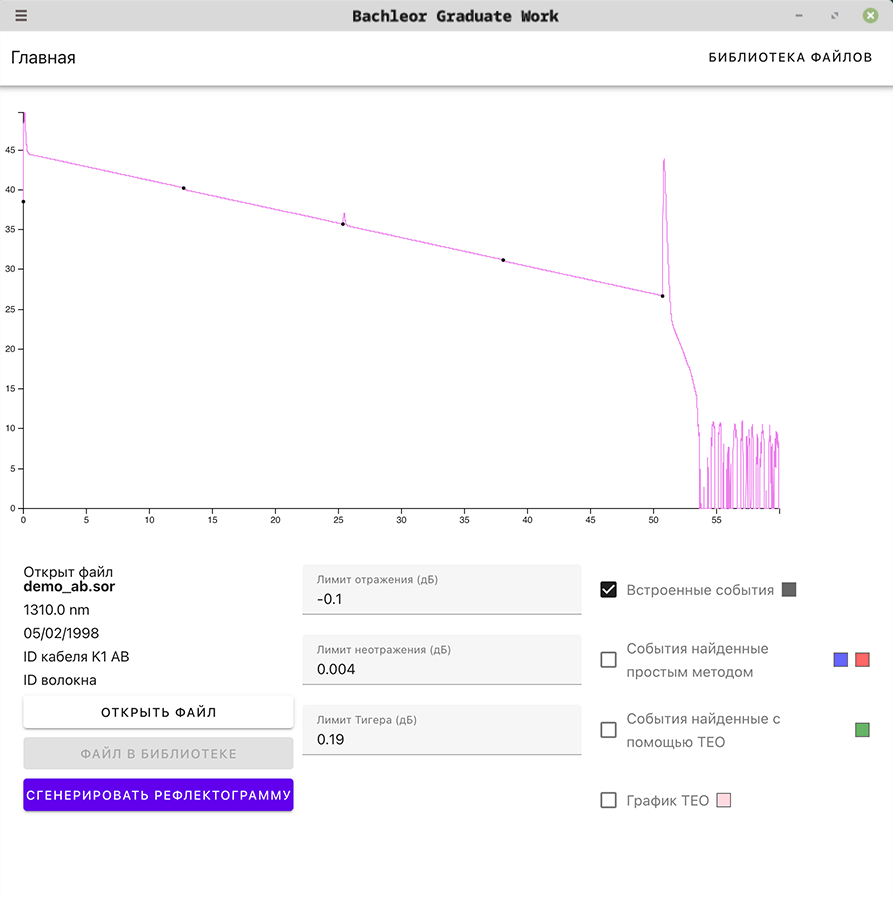 Bachleor Graduate Work
Главная
БИБЛИОТЕКА ФАЙЛОВ
45
40
35
30
25
20
15
10
5
0
0 5 10 15 20 25 30 35 40 45 50 55
Открыт файл
demo_ab.sor
1310.0 nm
05/02/1998
ID кабеля K1 AB
ID волокна
ОТКРЫТЬ ФАЙЛ
ФАЙЛ В БИБЛИОТЕКЕ
СГЕНЕРИРОВАТЬ РЕФЛЕКТОГРАММУ
Лимит отражения (дБ)
-0.1
Лимит неотражения (дБ)
0.004
Лимит Тигера (дБ)
0.19
Встроенные события
События найденные
простым методом
События найденные с
помощью TEO
График TEO